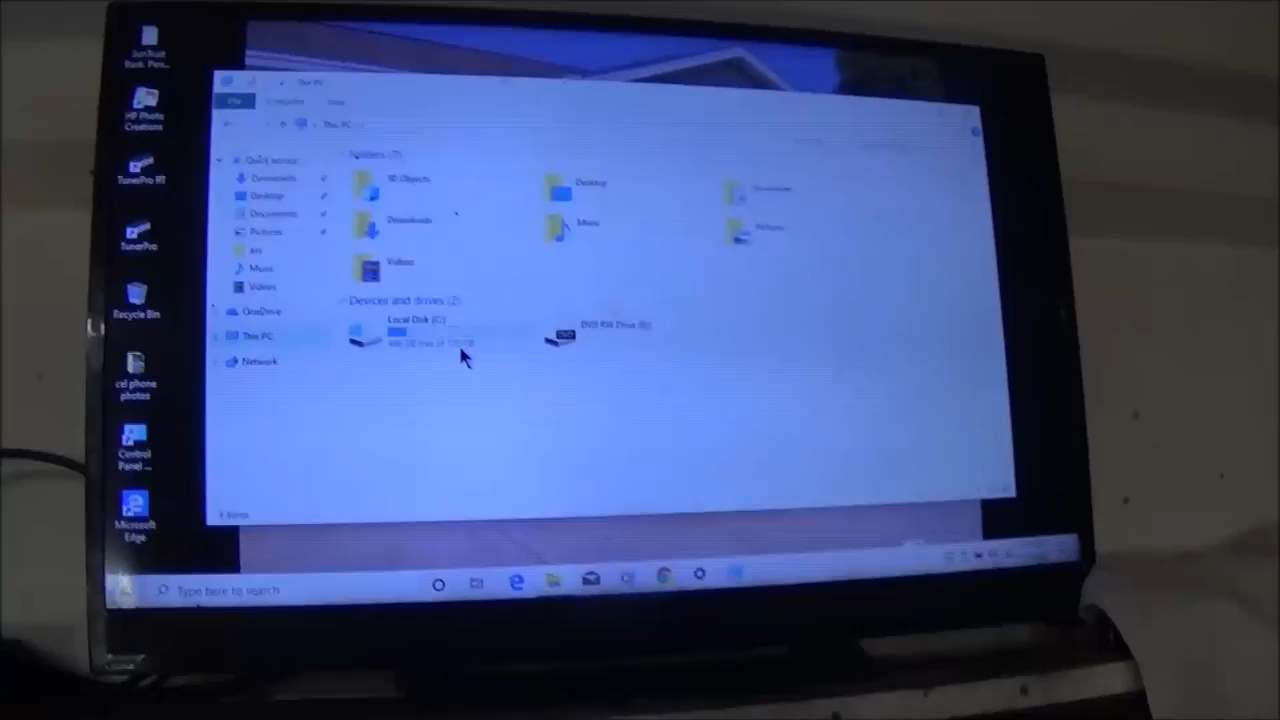 SunTrust
Bank Pen...
HP Photo
Creations
TunerPro RT
TunerPro
Recycle Bin
cel phone
photos
Control
Panel ...
Microsoft
Edge
This PC
File
Computer
View
This PC
Quick access
Downloads
Desktop
Documents
Pictures
Music
Videos
OneDrive
This PC
Network
Folders (7)
3D Objects
Desktop
Documents
Downloads
Music
Pictures
Videos
Devices and drives (2)
Local Disk (C:)
DVD RW Drive
Type here to search